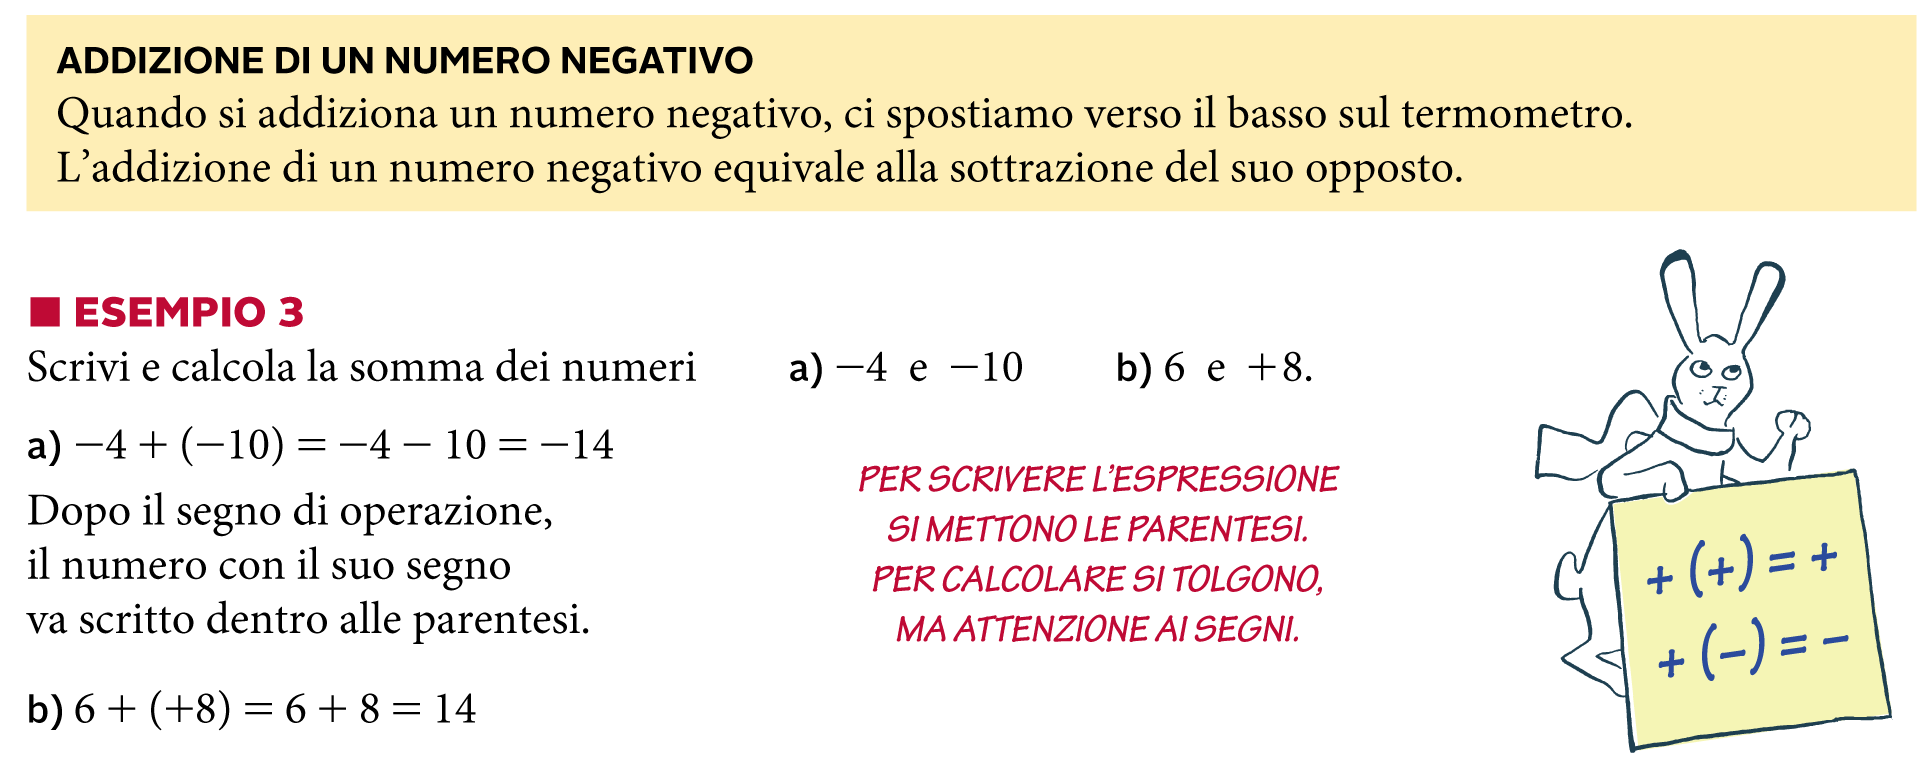 ADDIZIONE DI UN NUMERO NEGATIVO
Quando si addiziona un numero negativo, ci spostiamo verso il basso sul termometro.
L’addizione di un numero negativo equivale alla sottrazione del suo opposto.
■ ESEMPIO 3
Scrivi e calcola la somma dei numeri a) −4 e −10 b) 6 e +8.
a) −4 + (−10) = −4 − 10 = −14
Dopo il segno di operazione,
il numero con il suo segno
va scritto dentro alle parentesi.
b) 6 + (+8) = 6 + 8 = 14
PER SCRIVERE L’ESPRESSIONE
SI METTONO LE PARENTESI.
PER CALCOLARE SI TOLGONO,
MA ATTENZIONE AI SEGNI.
+ (+) = +
+ (−) = −